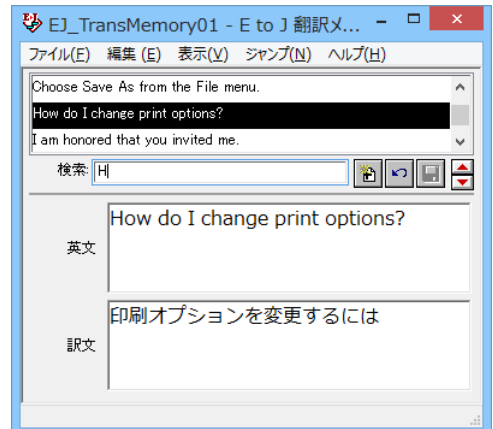 EJ_TransMemory01 - E to J 翻訳メ...
ファイル(F) 編集 (E) 表示(V) ジャンプ(N) ヘルプ(H)
Choose Save As from the File menu.
How do I change print options?
I am honored that you invited me.
検索: H
英文
How do I change print options?
訳文
印刷オプションを変更するには